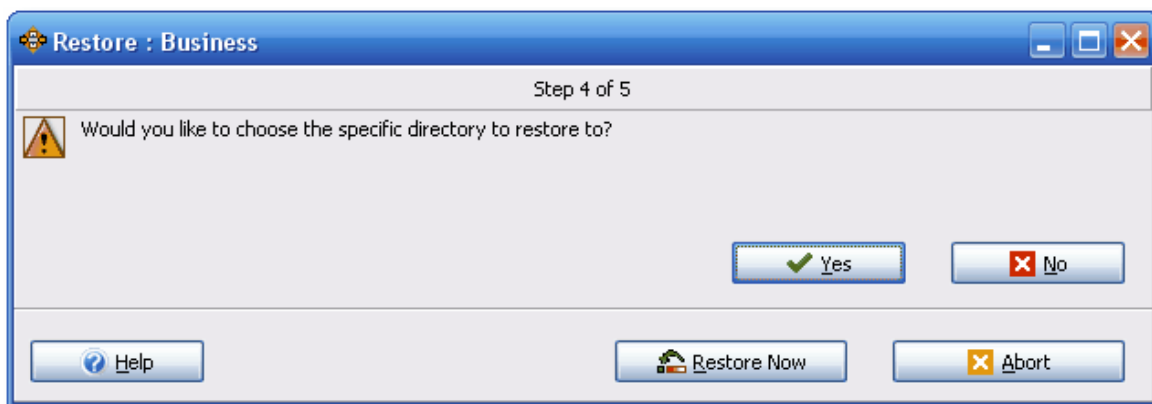 Restore : Business
Step 4 of 5
Would you like to choose the specific directory to restore to?
Yes
No
Help
Restore Now
Abort